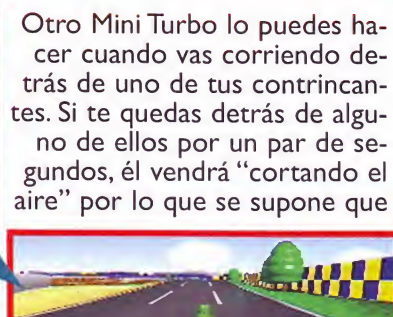 Otro Mini Turbo lo puedes ha-
cer cuando vas corriendo de-
trás de uno de tus contrincan-
tes. Si te quedas detrás de algu-
no de ellos por un par de se-
gundos, él vendrá “cortando el
aire” por lo que se supone que